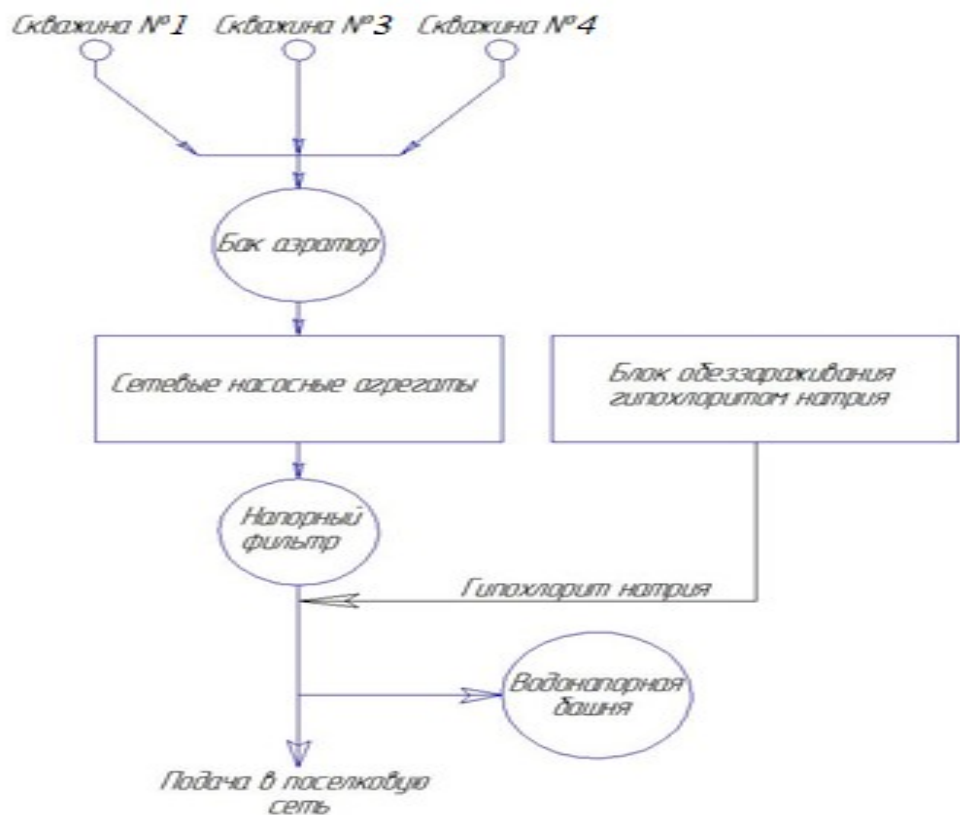 Скважина №1 Скважина №3 Скважина №4
Бак аэратор
Сетевые насосные агрегаты
Блок обеззараживания
гипохлоритом натрия
Напорный
фильтр
Гипохлорит натрия
Водонапорная
башня
Подача в поселковую
сеть